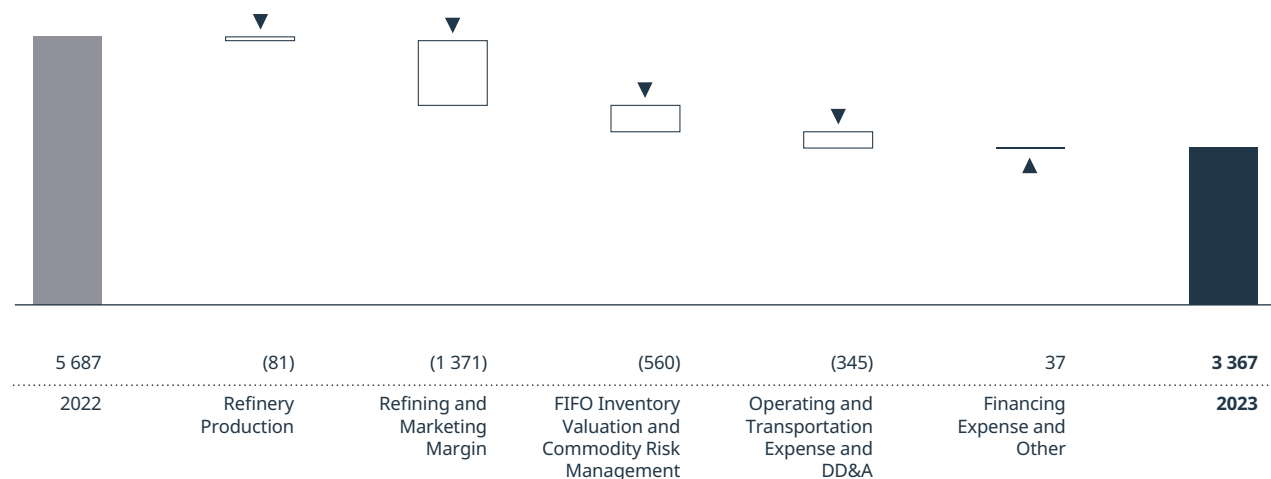 5 687 (81) (1 371) (560) (345) 37 3 367
2022 Refinery Refining and FIFO Inventory Operating and Financing 2023
Production Marketing Valuation and Transportation Expense and
Margin Commodity Risk Expense and Other
Management DD&A